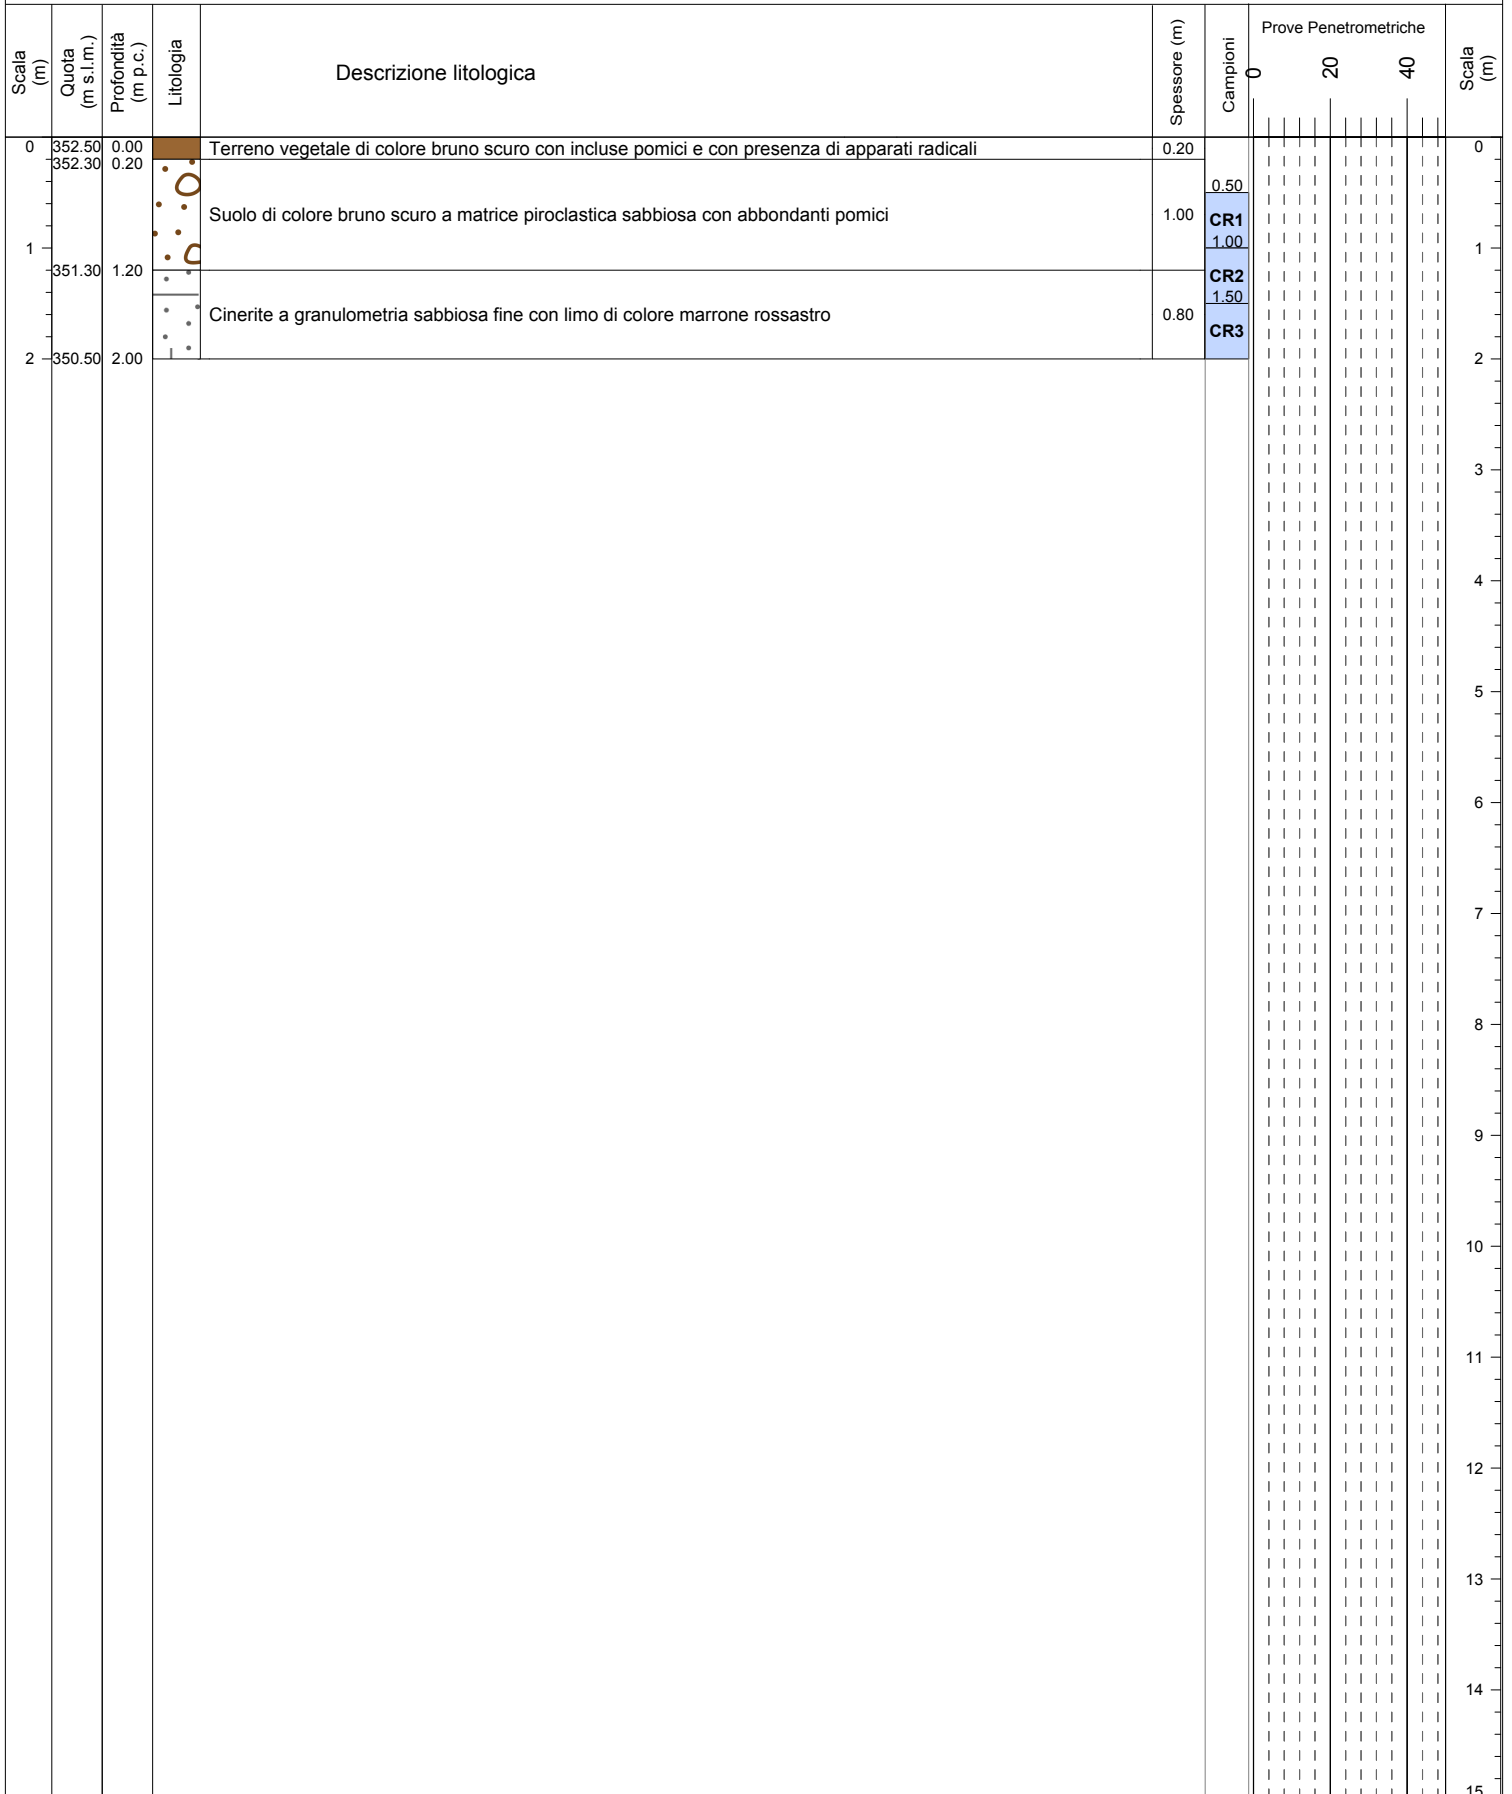 Scala
(m)
Quota
(m s.l.m.)
Profondità
(m p.c.)
Litologia
Descrizione litologica
Spessore (m)
Campioni
Prove Penetrometriche
0
20
40
Scala
(m)
0 352.50 0.00 Terreno vegetale di colore bruno scuro con incluse pomici e con presenza di apparati radicali 0.20 0
352.30 0.20
0.50
Suolo di colore bruno scuro a matrice piroclastica sabbiosa con abbondanti pomici 1.00 CR1
1 1.00 1
351.30 1.20 CR2
1.50
Cinerite a granulometria sabbiosa fine con limo di colore marrone rossastro 0.80 CR3
2 350.50 2.00 2
3
4
5
6
7
8
9
10
11
12
13
14
15